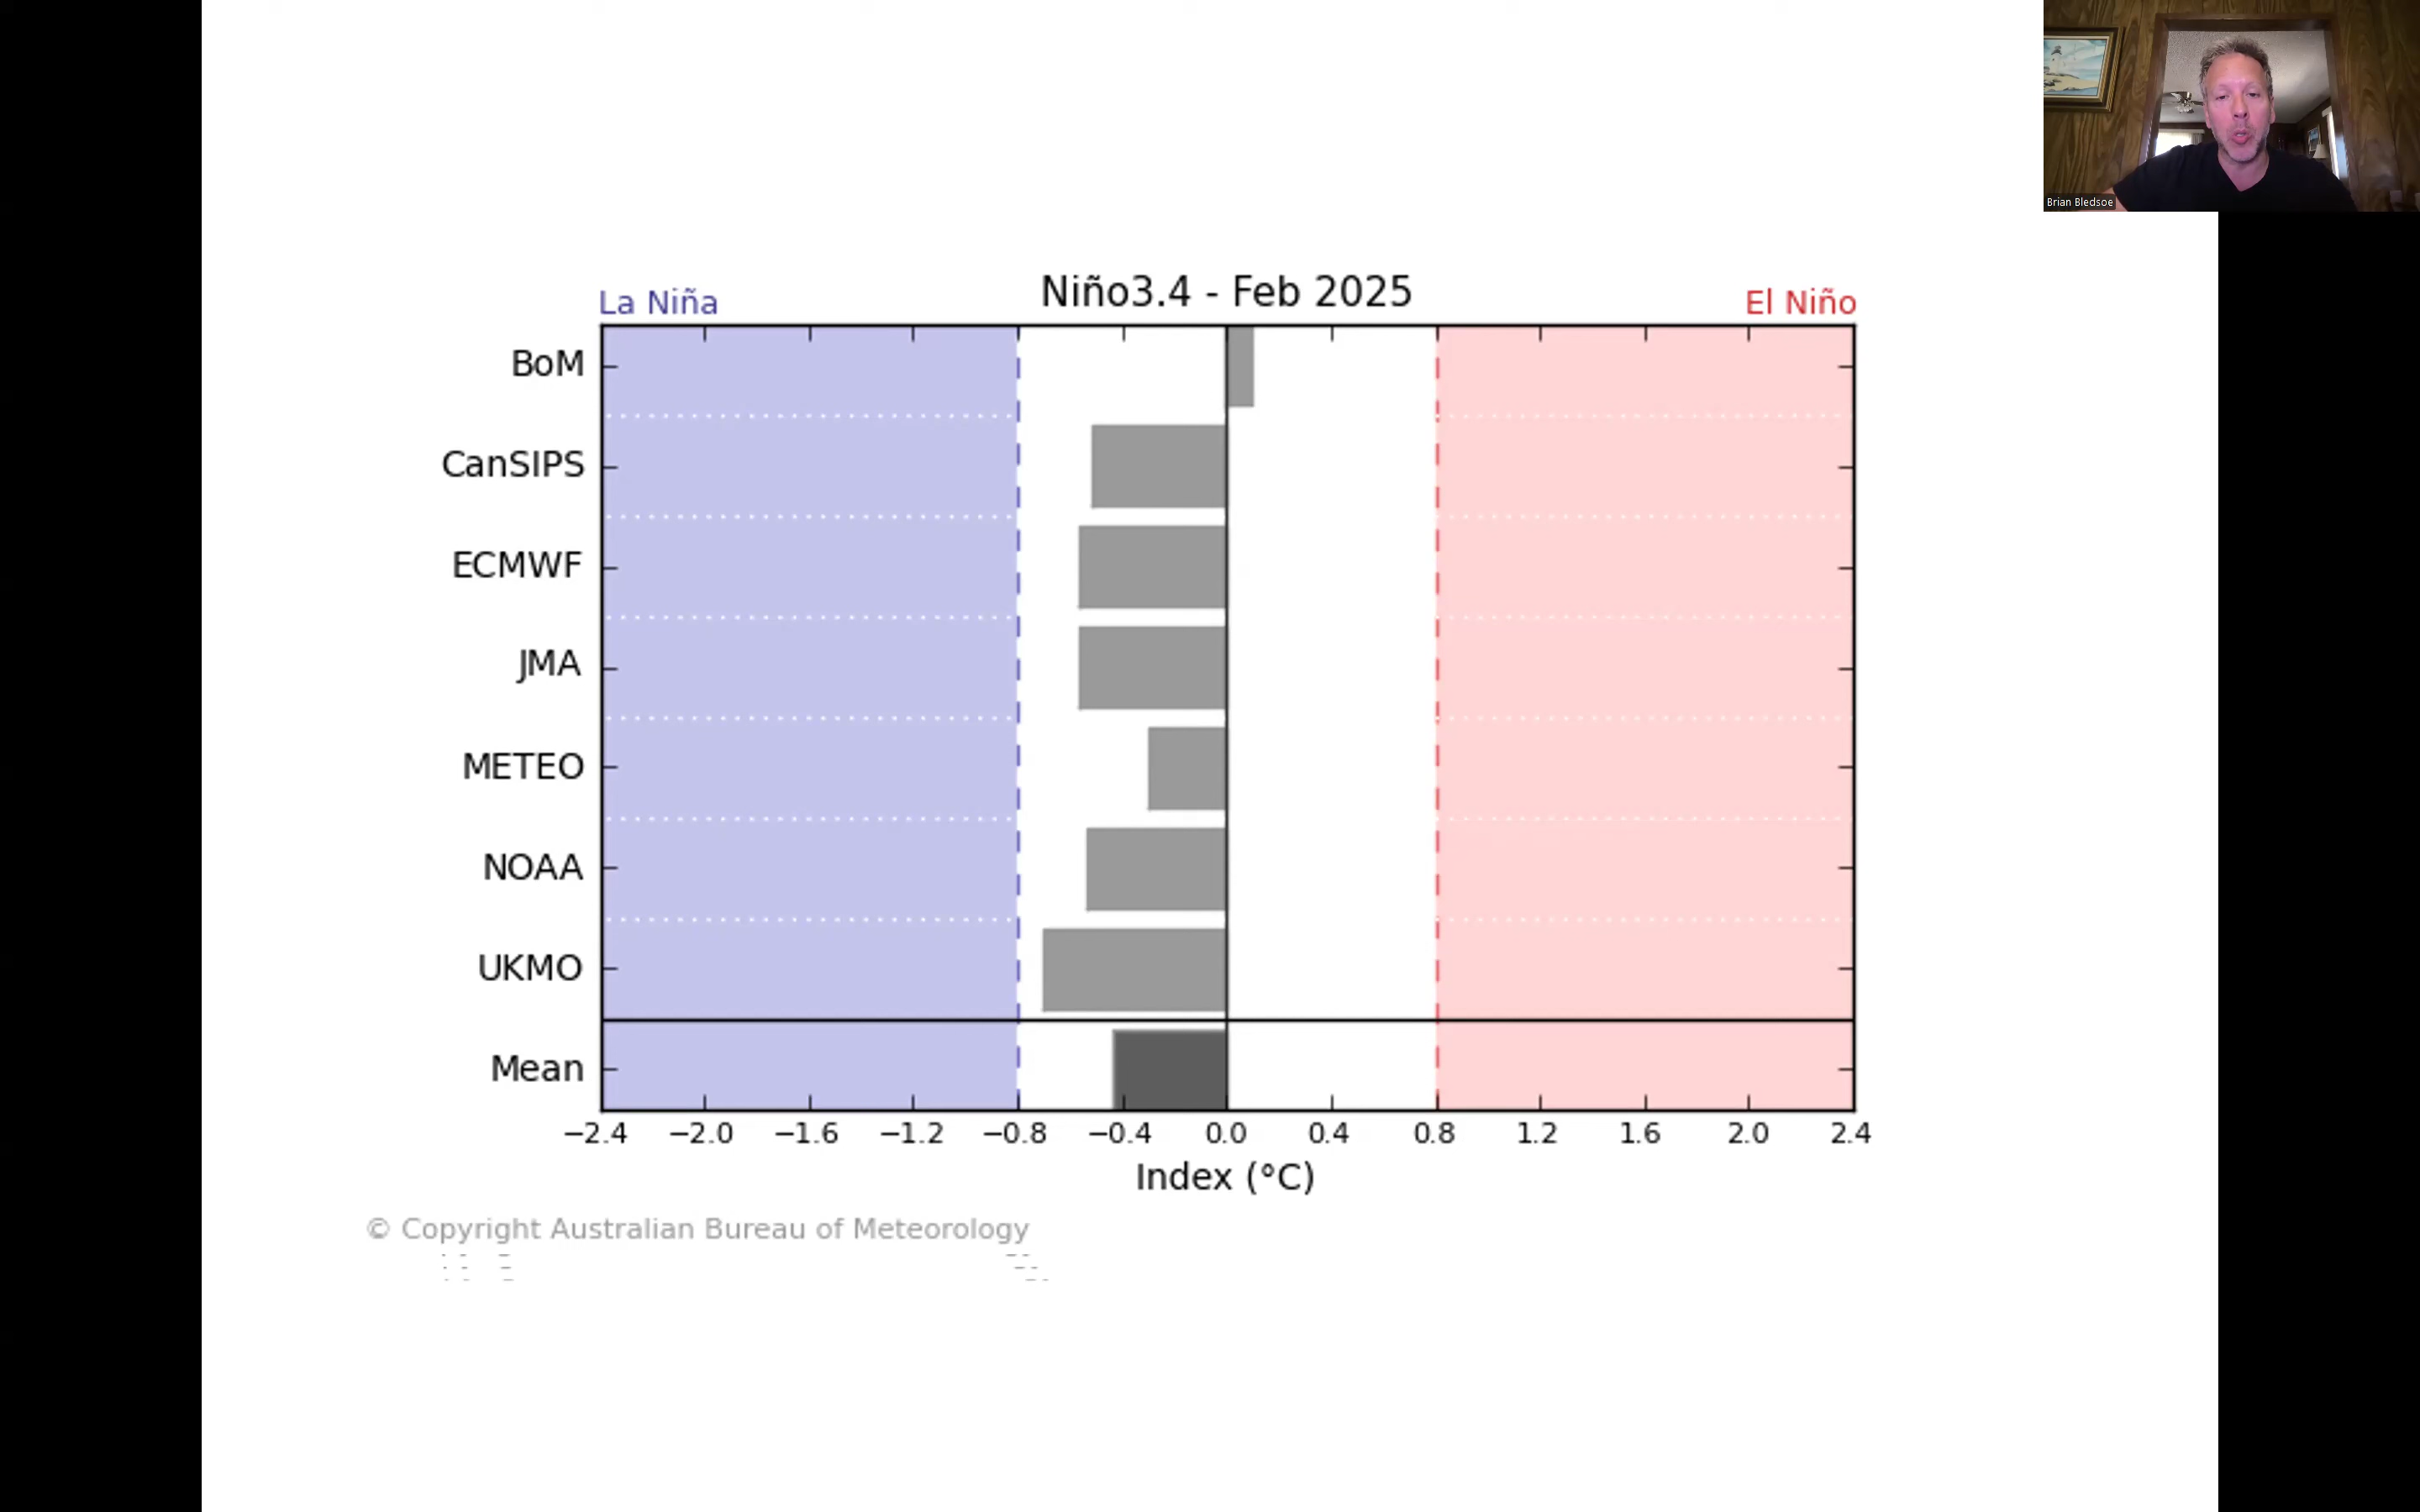 Brian Bledsoe
Niño3.4 - Feb 2025
La Niña
El Niño
BoM
CanSIPS
ECMWF
JMA
METEO
NOAA
UKMO
Mean
−2.4 −2.0 −1.6 −1.2 −0.8 −0.4 0.0 0.4 0.8 1.2 1.6 2.0 2.4
Index (°C)
© Copyright Australian Bureau of Meteorology